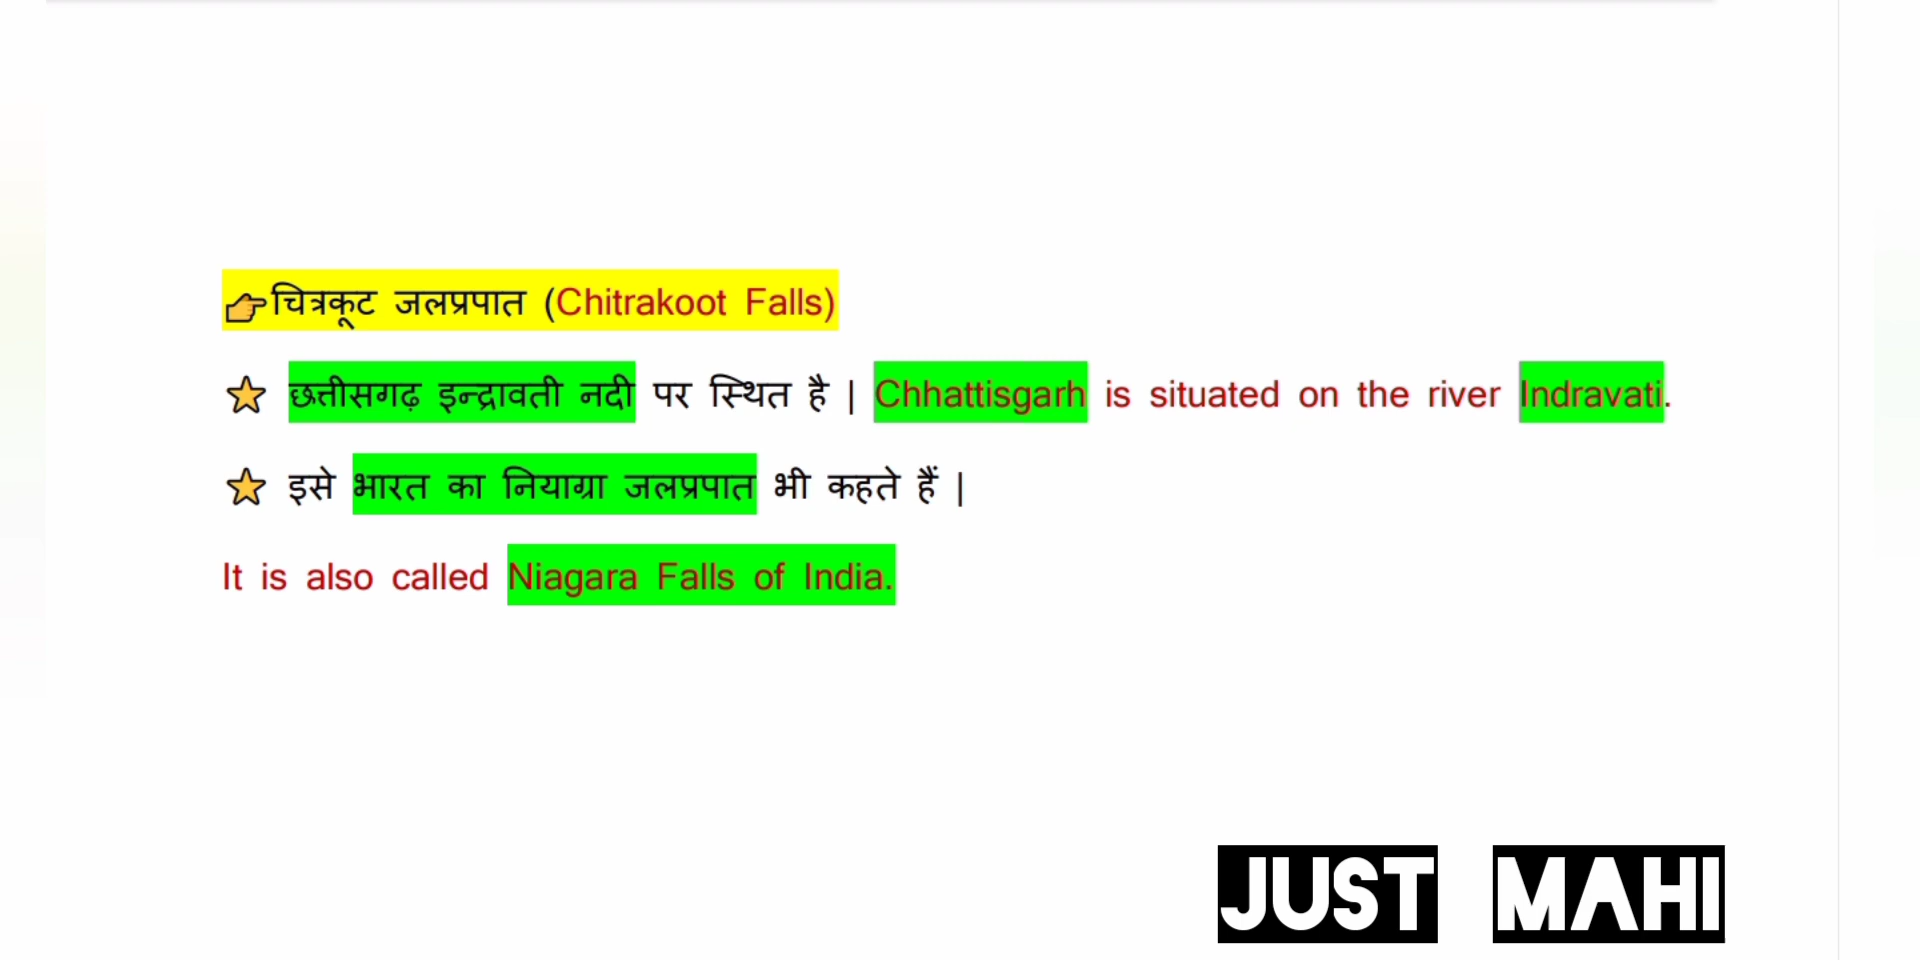 👉चित्रकूट जलप्रपात (Chitrakoot Falls)
⭐ छत्तीसगढ़ इन्द्रावती नदी पर स्थित है | Chhattisgarh is situated on the river Indravati.
⭐ इसे भारत का नियाग्रा जलप्रपात भी कहते हैं |
It is also called Niagara Falls of India.
JUST MAHI